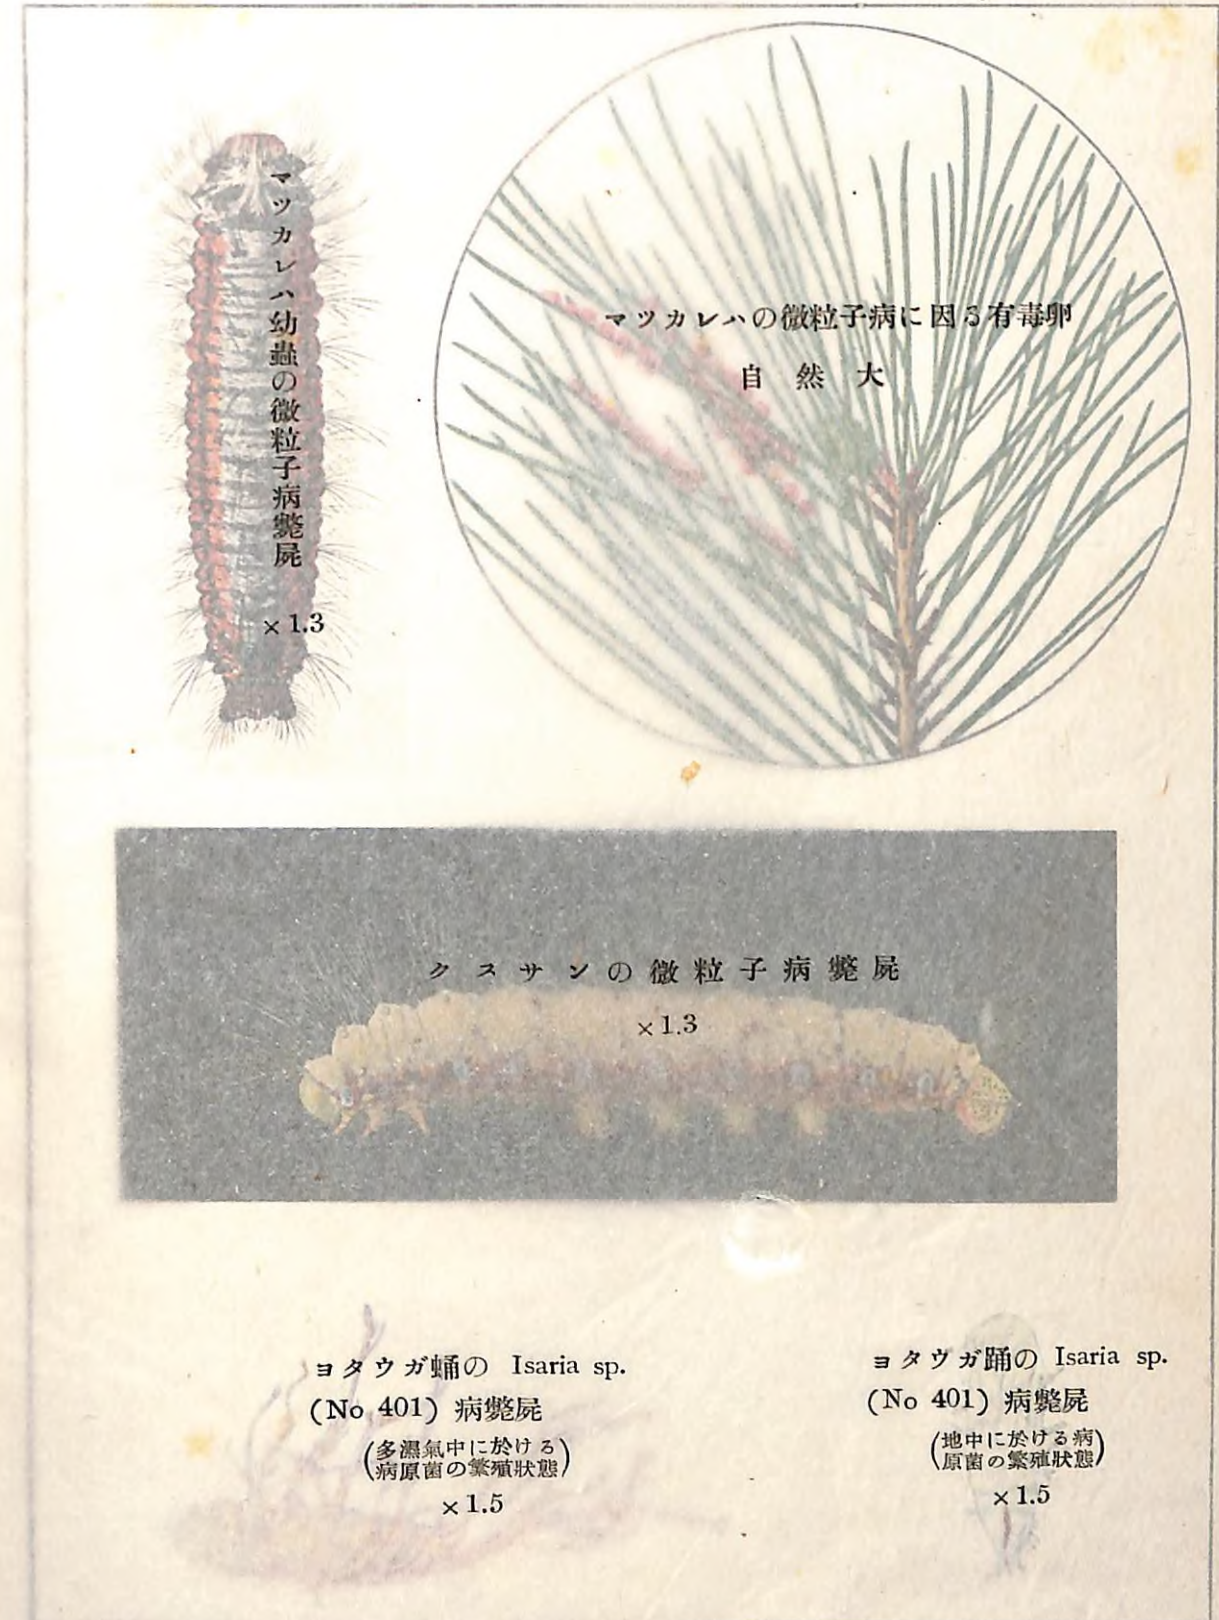 マツカレハ幼蟲の微粒子病斃屍
×1.3
マツカレハの微粒子病に因る有毒卵
自然大
クスサンの微粒子病斃屍
×1.3
ヨタウガ蛹の Isaria sp.
(No 401) 病斃屍
(多濕氣中に於ける
病原菌の繁殖狀態)
×1.5
ヨタウガ踊の Isaria sp.
(No 401) 病斃屍
(地中に於ける病
原菌の繁殖狀態)
×1.5